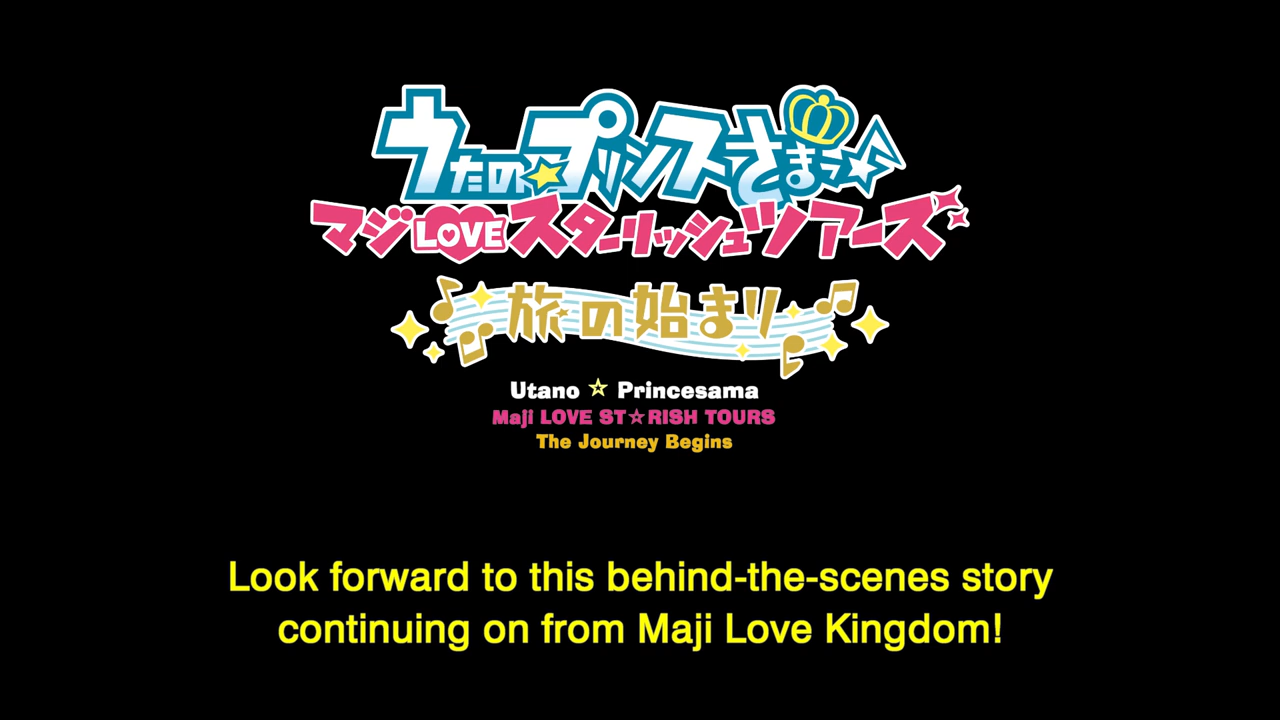 うたの☆プリンスさまっ♪
マジLOVEスターリッシュツアーズ
旅の始まり
Utano ☆ Princesama
Maji LOVE ST☆RISH TOURS
The Journey Begins
Look forward to this behind-the-scenes story
continuing on from Maji Love Kingdom!